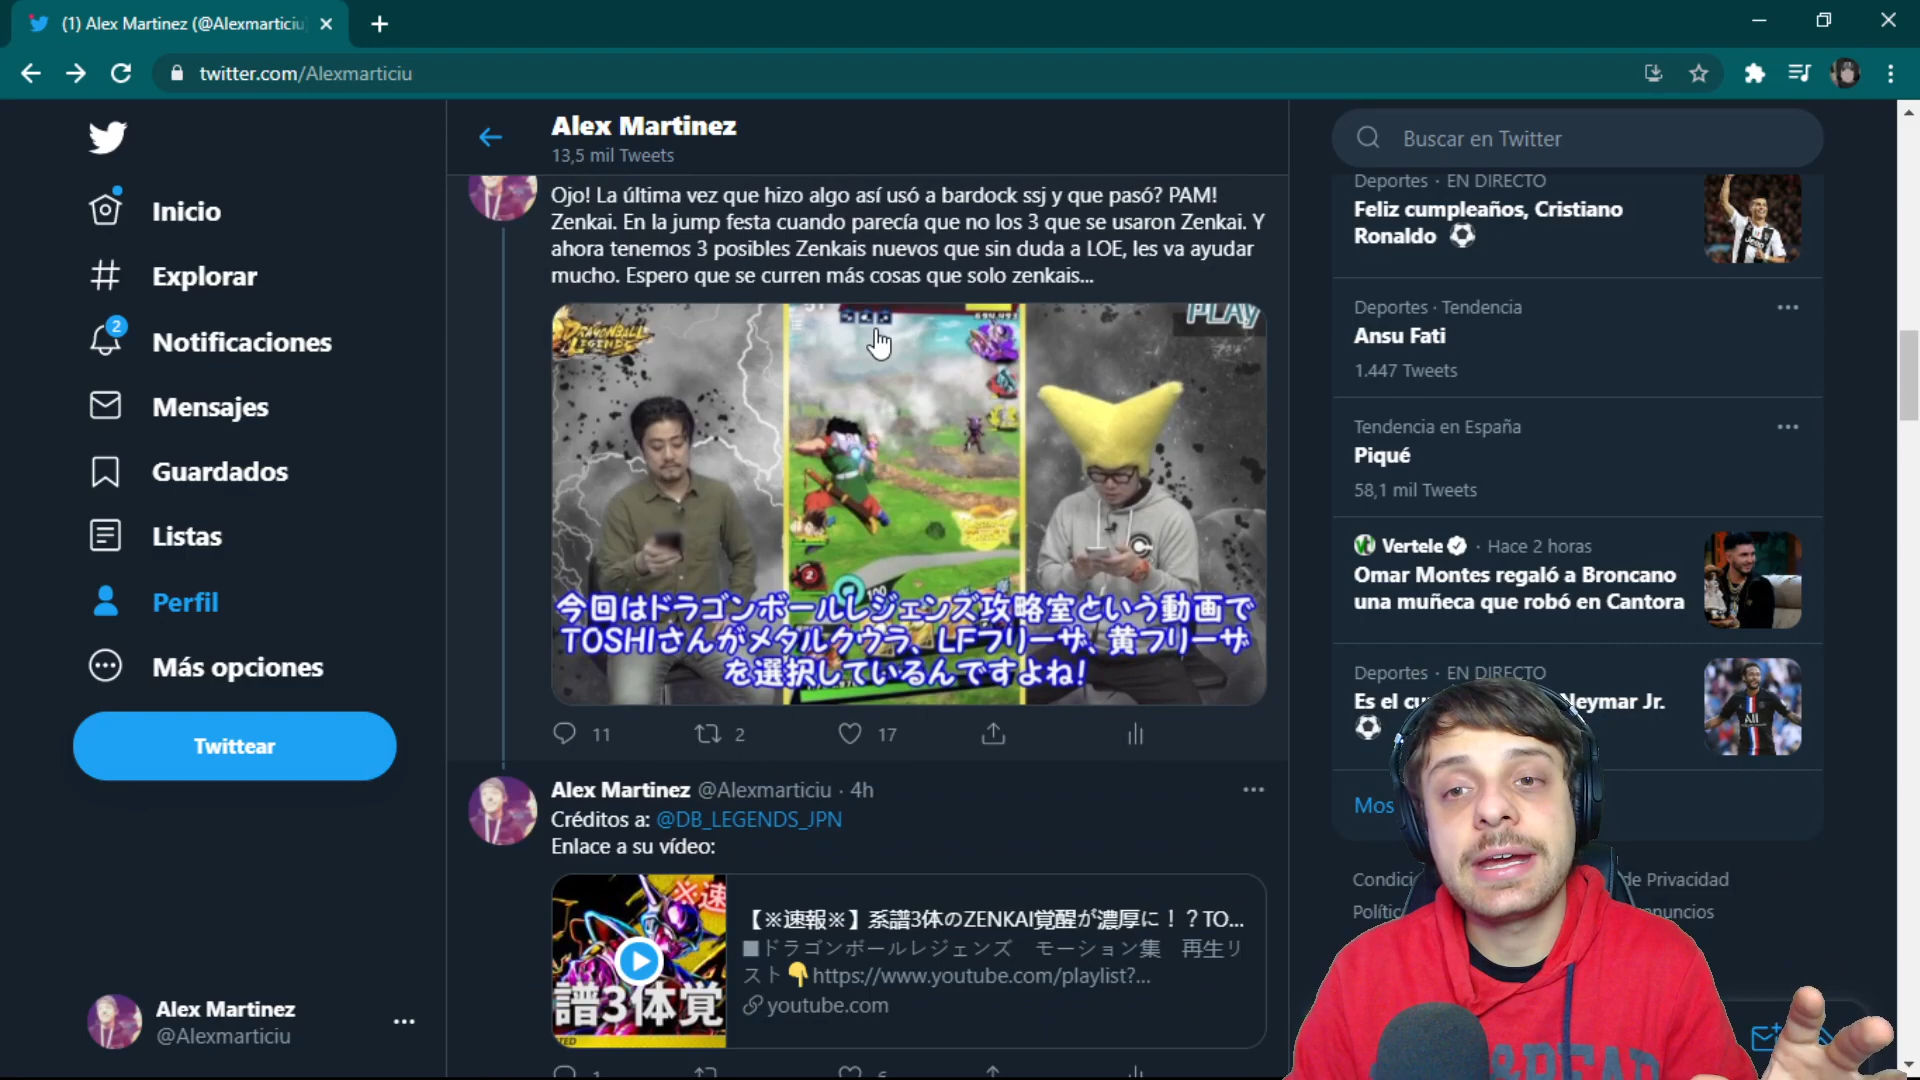 (1) Alex Martinez (@Alexmarticiu
twitter.com/Alexmarticiu
Inicio
Explorar
2
Notificaciones
Mensajes
Guardados
Listas
Perfil
Más opciones
Twittear
Alex Martinez
@Alexmarticiu
Alex Martinez
13,5 mil Tweets
Ojo! La última vez que hizo algo así usó a bardock ssj y que pasó? PAM!
Zenkai. En la jump festa cuando parecía que no los 3 que se usaron Zenkai. Y
ahora tenemos 3 posibles Zenkais nuevos que sin duda a LOE, les va ayudar
mucho. Espero que se curren más cosas que solo zenkais...
DRAGONBALL
LEGENDS
PLAY
今回はドラゴンボールレジェンズ攻略室という動画で
TOSHIさんがメタルクウラ、LFフリーザ、黄フリーザ
を選択しているんですよね!
11
2
17
Alex Martinez @Alexmarticiu · 4h
Créditos a: @DB_LEGENDS_JPN
Enlace a su vídeo:
※速
譜3体覚
【※速報※】系譜3体のZENKAI覚醒が濃厚に！？TO...
■ドラゴンボールレジェンズ　モーション集　再生リ
スト👇https://www.youtube.com/playlist?...
youtube.com
1
6
Buscar en Twitter
Deportes · EN DIRECTO
Feliz cumpleaños, Cristiano
Ronaldo ⚽
Deportes · Tendencia
Ansu Fati
1.447 Tweets
Tendencia en España
Piqué
58,1 mil Tweets
Vertele · Hace 2 horas
Omar Montes regaló a Broncano
una muñeca que robó en Cantora
Deportes · EN DIRECTO
Es el cu Neymar Jr.
⚽
Mos
Condici de Privacidad
Polític anuncios